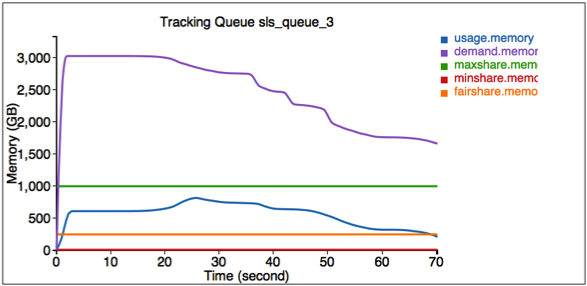 Tracking Queue sls_queue_3
usage.memory
demand.memor
maxshare.mem
minshare.memo
fairshare.memo
Memory (GB)
3,000
2,500
2,000
1,500
1,000
500
0
0 10 20 30 40 50 60 70
Time (second)